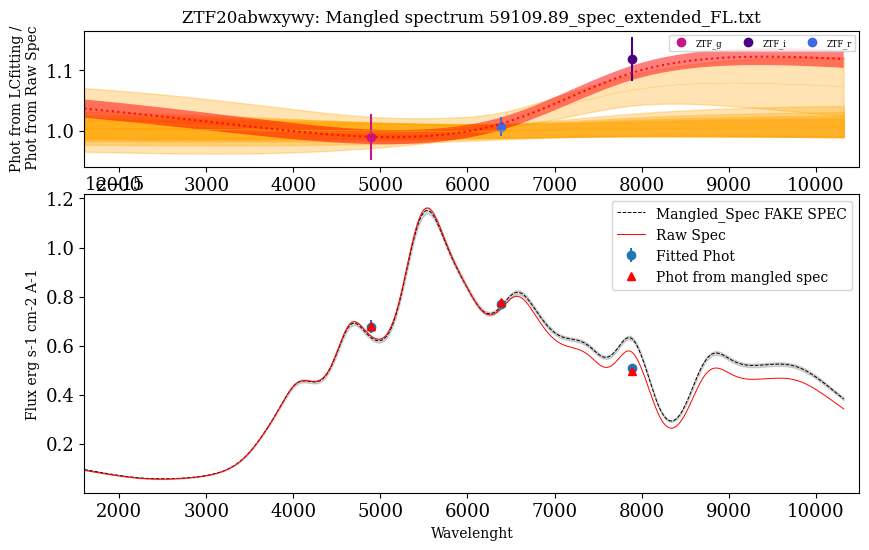 ZTF20abwxywy: Mangled spectrum 59109.89_spec_extended_FL.txt
Phot from LCfitting /
Phot from Raw Spec
1.1
1.0
ZTF_g ZTF_i ZTF_r
2000 3000 4000 5000 6000 7000 8000 9000 10000
1e−15
Flux erg s-1 cm-2 A-1
1.2
1.0
0.8
0.6
0.4
0.2
Mangled_Spec FAKE SPEC
Raw Spec
Fitted Phot
Phot from mangled spec
2000 3000 4000 5000 6000 7000 8000 9000 10000
Wavelenght